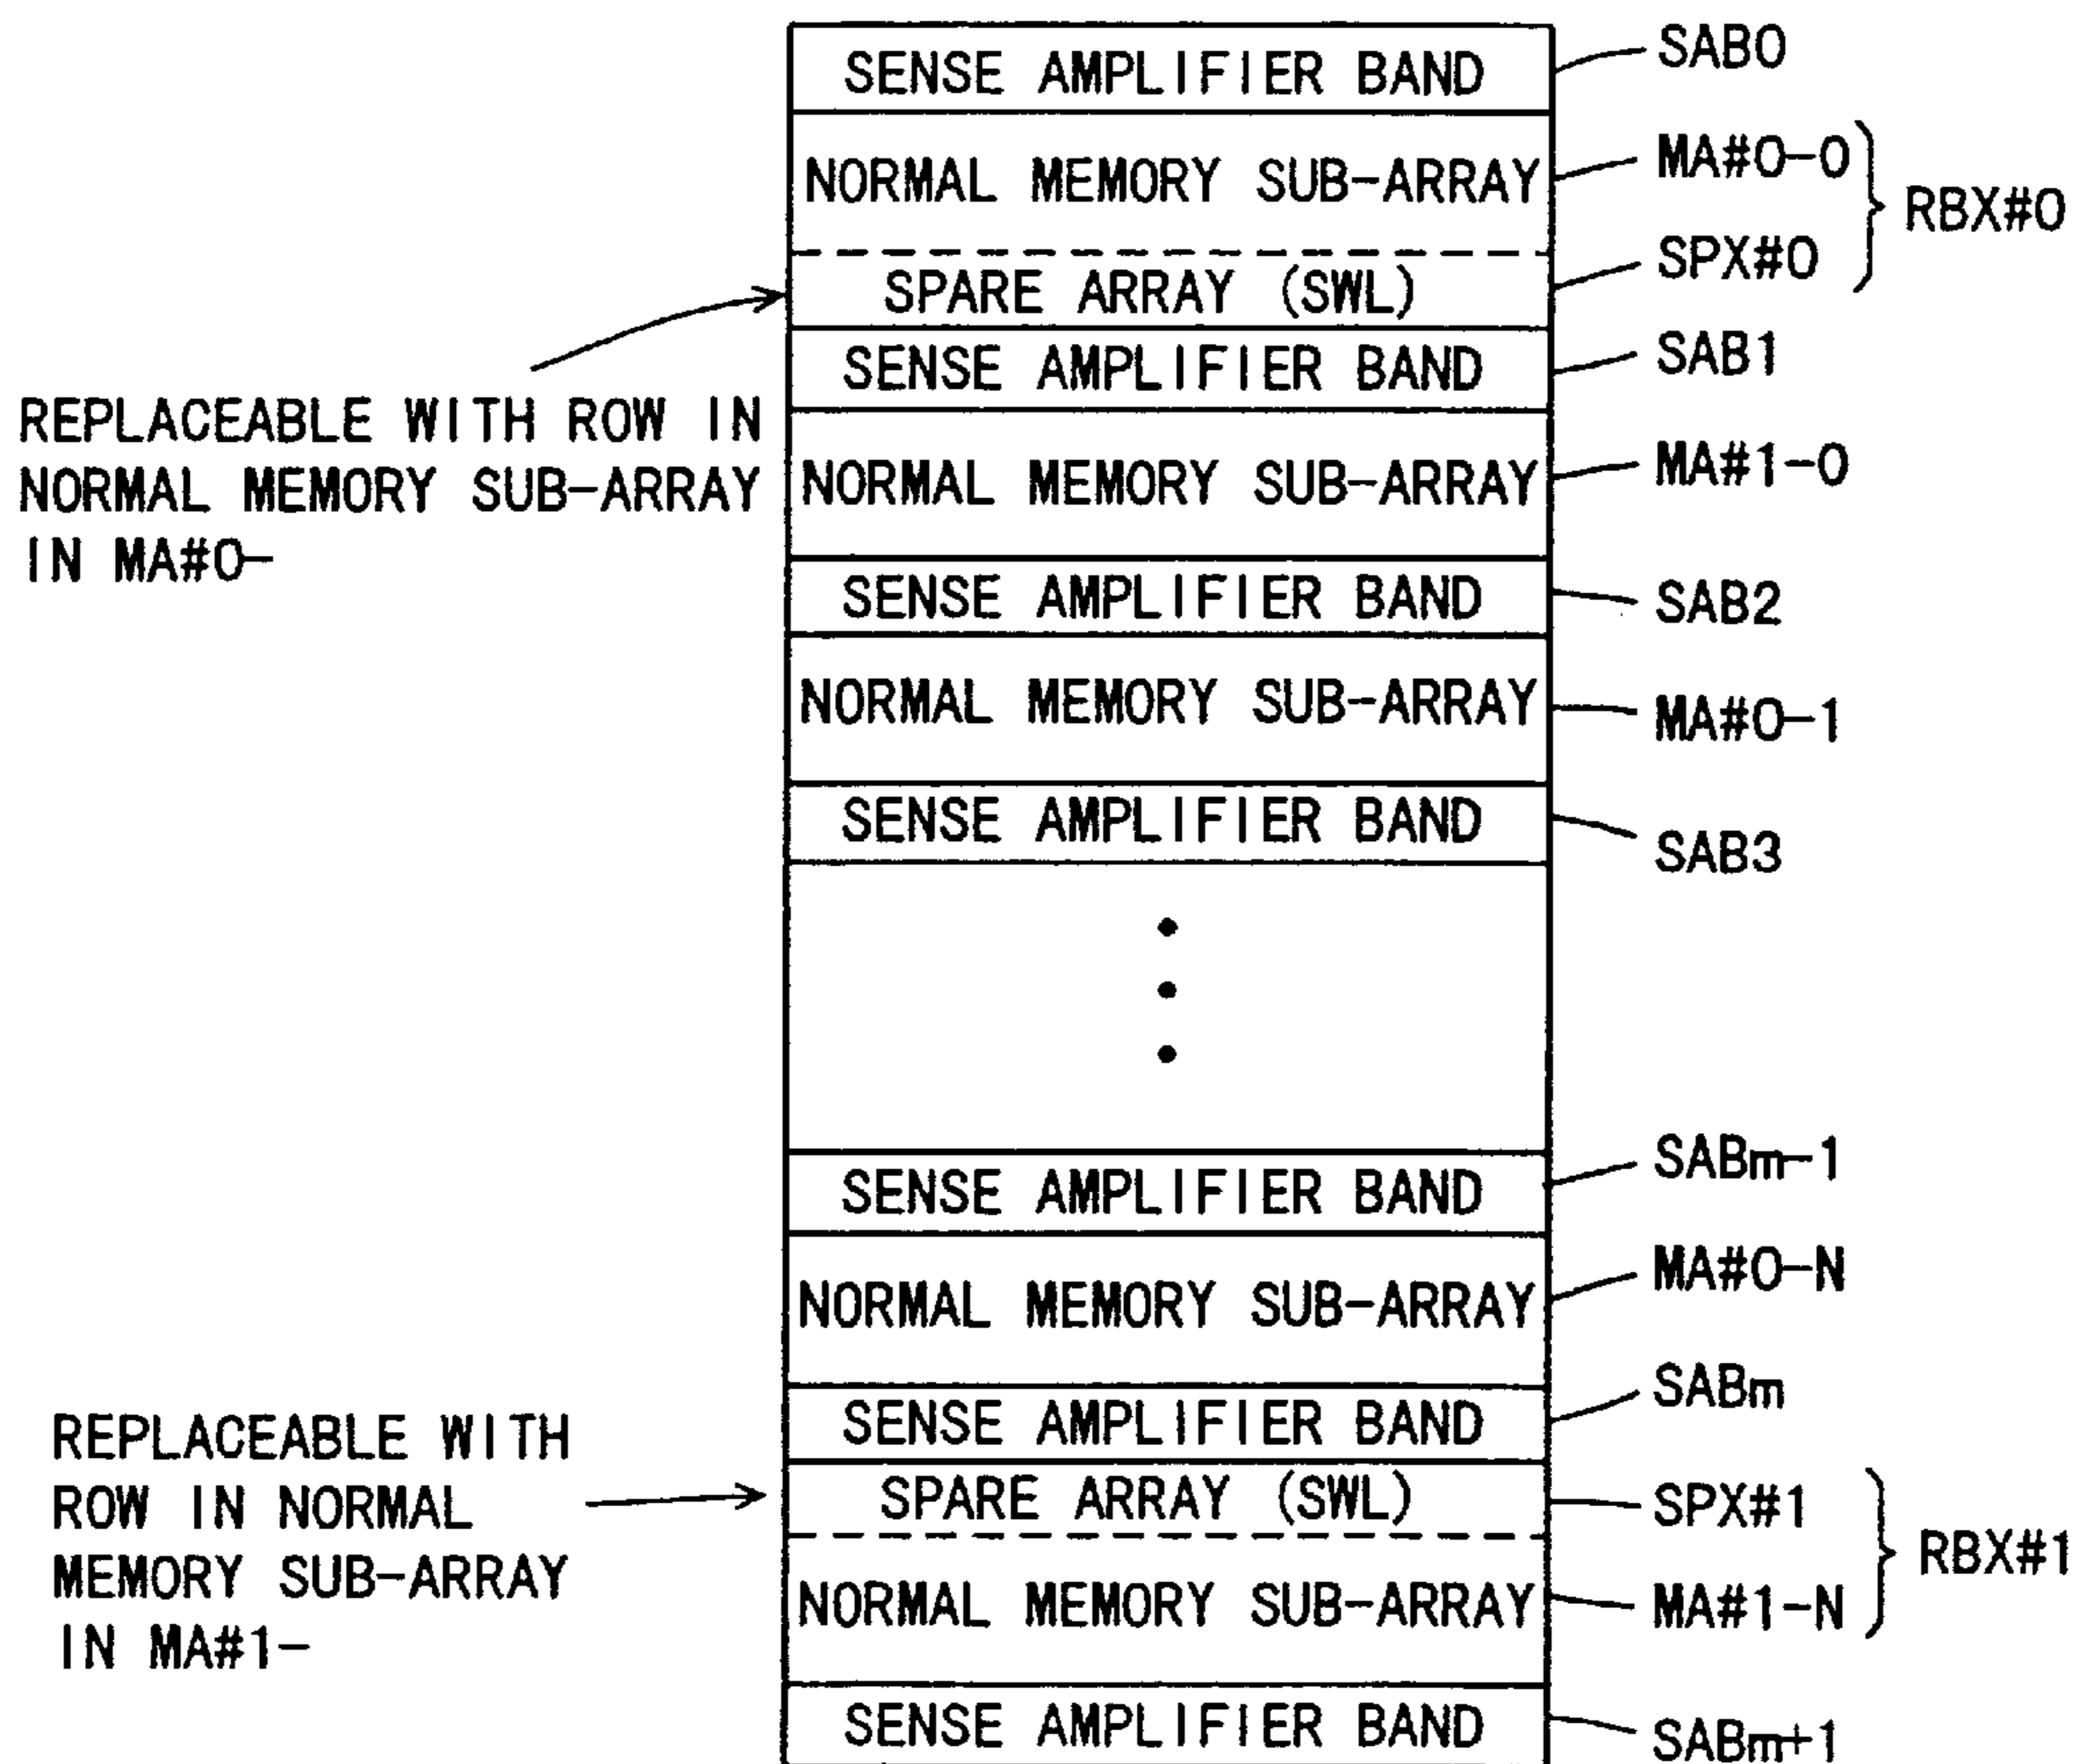 SENSE AMPLIFIER BAND
SAB0
NORMAL MEMORY SUB-ARRAY
MA#0-0
RBX#0
SPARE ARRAY (SWL)
SPX#0
SENSE AMPLIFIER BAND
SAB1
REPLACEABLE WITH ROW IN
NORMAL MEMORY SUB-ARRAY
IN MA#0-
NORMAL MEMORY SUB-ARRAY
MA#1-0
SENSE AMPLIFIER BAND
SAB2
NORMAL MEMORY SUB-ARRAY
MA#0-1
SENSE AMPLIFIER BAND
SAB3
SENSE AMPLIFIER BAND
SABm-1
NORMAL MEMORY SUB-ARRAY
MA#0-N
SENSE AMPLIFIER BAND
SABm
REPLACEABLE WITH
ROW IN NORMAL
MEMORY SUB-ARRAY
IN MA#1-
SPARE ARRAY (SWL)
SPX#1
RBX#1
NORMAL MEMORY SUB-ARRAY
MA#1-N
SENSE AMPLIFIER BAND
SABm+1